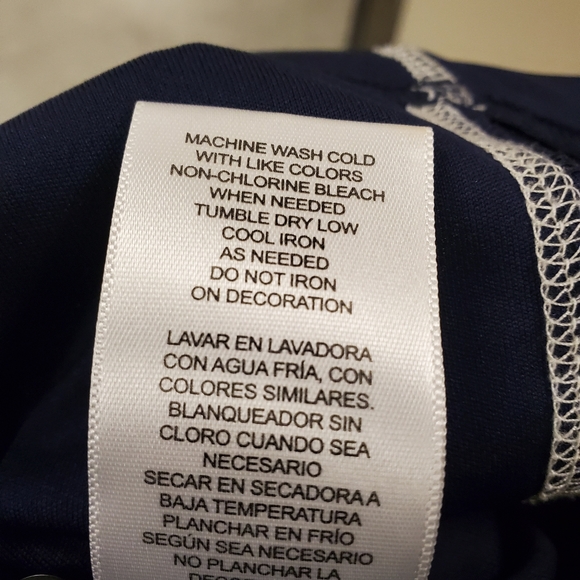 MACHINE WASH COLD
WITH LIKE COLORS
NON-CHLORINE BLEACH
WHEN NEEDED
TUMBLE DRY LOW
COOL IRON
AS NEEDED
DO NOT IRON
ON DECORATION
LAVAR EN LAVADORA
CON AGUA FRÍA, CON
COLORES SIMILARES.
BLANQUEADOR SIN
CLORO CUANDO SEA
NECESARIO
SECAR EN SECADORA A
BAJA TEMPERATURA
PLANCHAR EN FRÍO
SEGÚN SEA NECESARIO
NO PLANCHAR LA